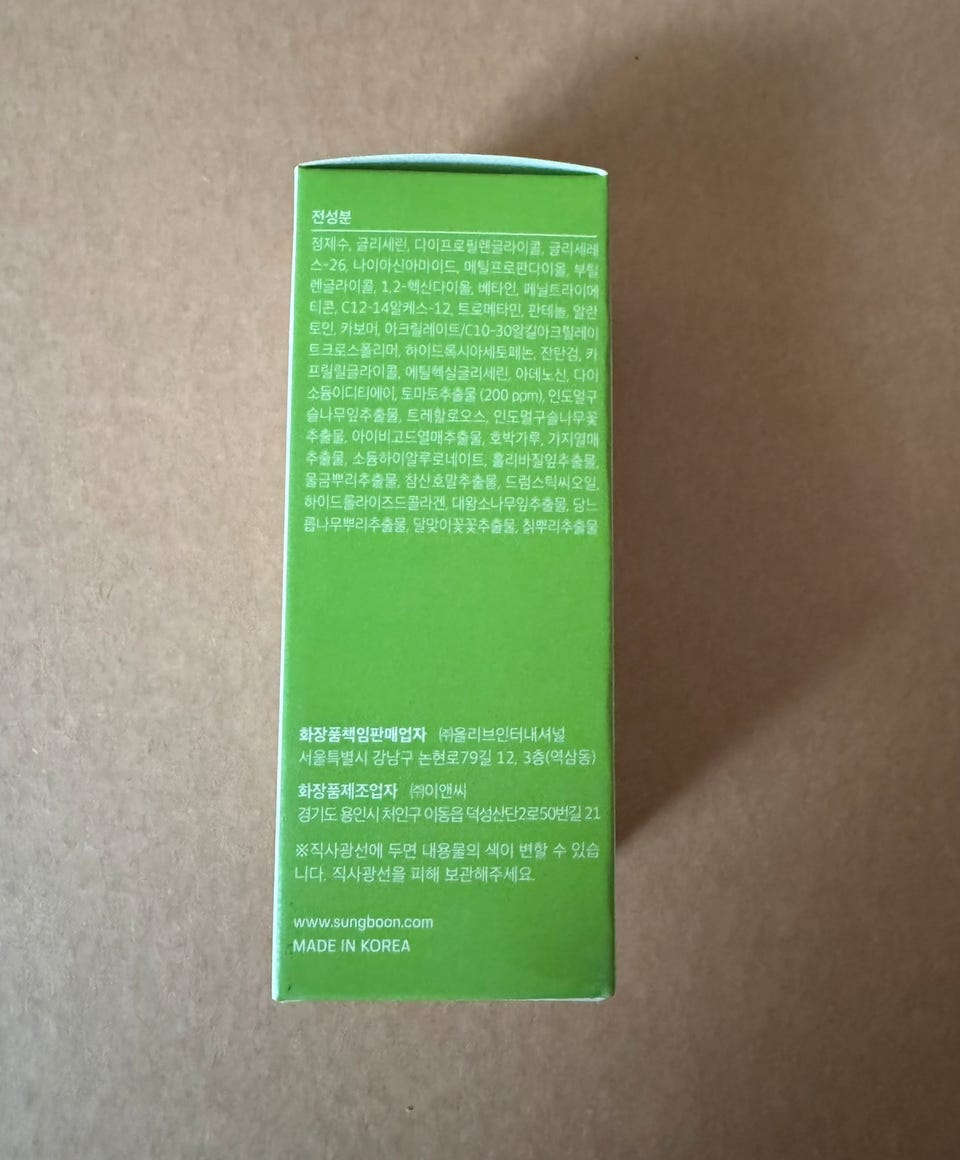 전성분
정제수, 글리세린, 다이프로필렌글라이콜, 글리세레
스-26, 나이아신아마이드, 메틸프로판다이올, 부틸
렌글라이콜, 1,2-헥산다이올, 베타인, 페닐트라이메
티콘, C12-14알케스-12, 트로메타민, 판테놀, 알란
토인, 카보머, 아크릴레이트/C10-30알킬아크릴레이
트크로스폴리머, 하이드록시아세토페논, 잔탄검, 카
프릴릴글라이콜, 에틸헥실글리세린, 아데노신, 다이
소듐이디티에이, 토마토추출물 (200 ppm), 인도멀구
슬나무잎추출물, 트레할로오스, 인도멀구슬나무꽃
추출물, 아이비고드열매추출물, 호박가루, 가지열매
추출물, 소듐하이알루로네이트, 홀리바질잎추출물,
울금뿌리추출물, 참산호말추출물, 드럼스틱씨오일,
하이드롤라이즈드콜라겐, 대왕소나무잎추출물, 당느
릅나무뿌리추출물, 달맞이꽃꽃추출물, 칡뿌리추출물
화장품책임판매업자 ㈜올리브인터내셔널
서울특별시 강남구 논현로79길 12, 3층(역삼동)
화장품제조업자 ㈜이앤씨
경기도 용인시 처인구 이동읍 덕성산단2로50번길 21
※직사광선에 두면 내용물의 색이 변할 수 있습
니다. 직사광선을 피해 보관해주세요.
www.sungboon.com
MADE IN KOREA